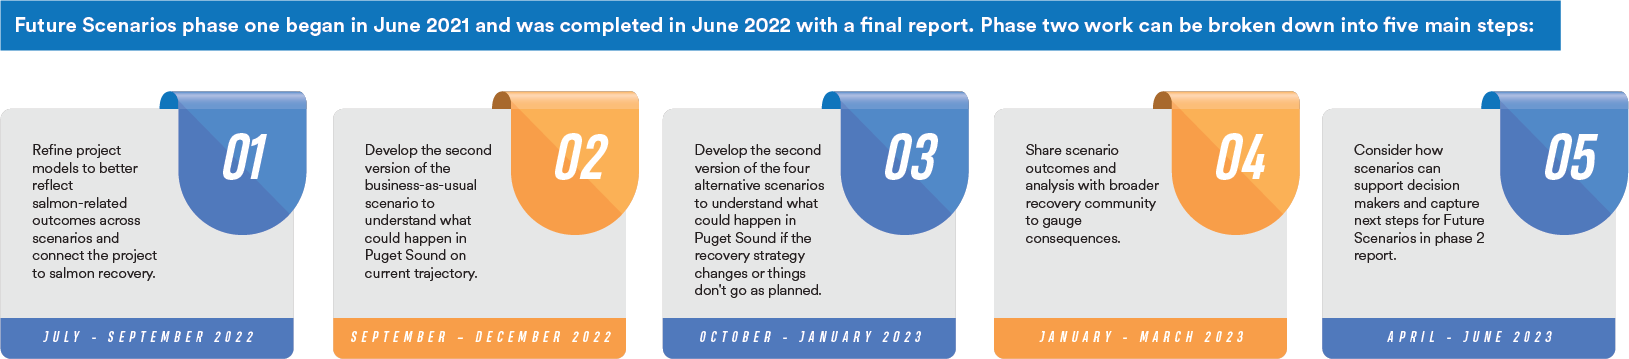 Future Scenarios phase one began in June 2021 and was completed in June 2022 with a final report. Phase two work can be broken down into five main steps:
01
Refine project
models to better
reflect
salmon-related
outcomes across
scenarios and
connect the project
to salmon recovery.
JULY - SEPTEMBER 2022
02
Develop the second
version of the
business-as-usual
scenario to
understand what
could happen in
Puget Sound on
current trajectory.
SEPTEMBER – DECEMBER 2022
03
Develop the second
version of the four
alternative scenarios
to understand what
could happen in
Puget Sound if the
recovery strategy
changes or things
don't go as planned.
OCTOBER - JANUARY 2023
04
Share scenario
outcomes and
analysis with broader
recovery community
to gauge
consequences.
JANUARY - MARCH 2023
05
Consider how
scenarios can
support decision
makers and capture
next steps for Future
Scenarios in phase 2
report.
APRIL - JUNE 2023